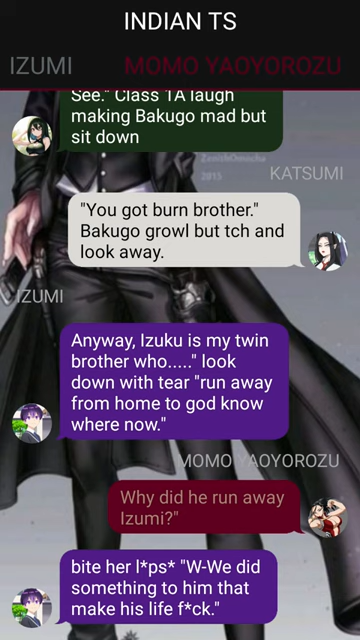 INDIAN TS
IZUMI
MOMO YAOYOROZU
See." Class 1A laugh
making Bakugo mad but
sit down
ZenithOmocha
2015
KATSUMI
"You got burn brother."
Bakugo growl but tch and
look away.
IZUMI
Anyway, Izuku is my twin
brother who....." look
down with tear "run away
from home to god know
where now."
MOMO YAOYOROZU
Why did he run away
Izumi?"
bite her l*ps* "W-We did
something to him that
make his life f*ck."